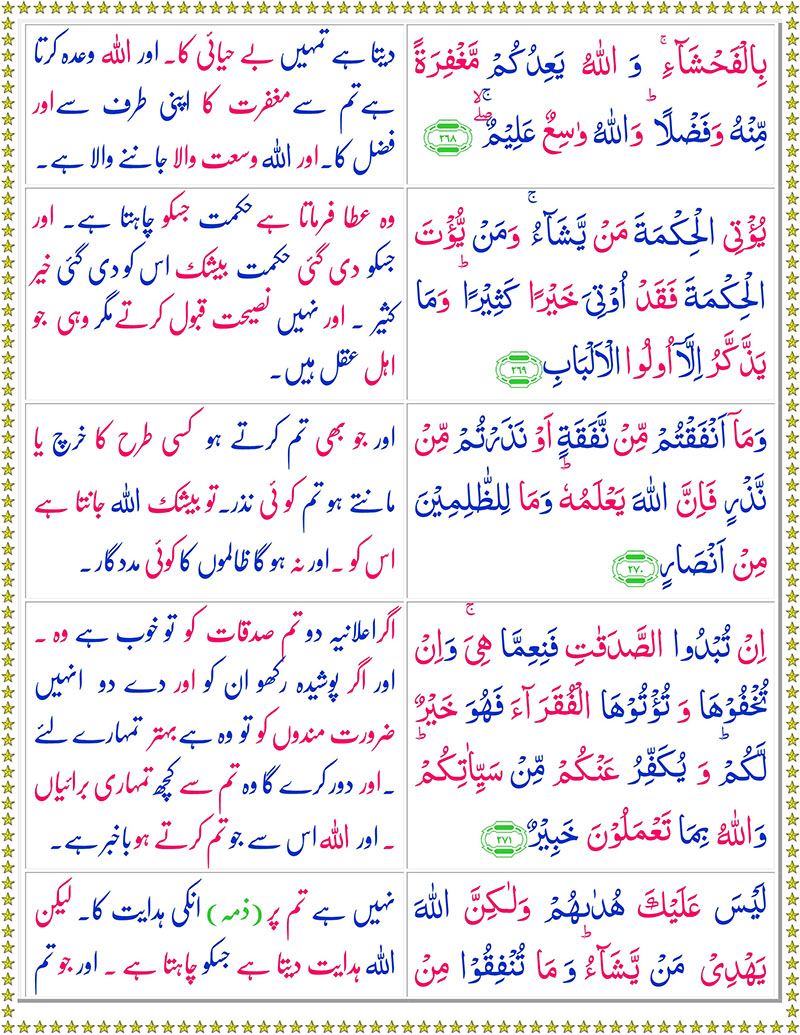 بِالْفَحْشَآءِ ۚ وَ اللهُ يَعِدُكُمْ مَّغْفِرَةً
مِّنْهُ وَفَضْلًا ؕ وَاللهُ وٰسِعٌ عَلِيْمٌ ۖۙۚ ﴿٢٦٨﴾
دیتا ہے تمہیں بے حیائی کا۔ اور اللہ وعدہ کرتا
ہے تم سے مغفرت کا اپنی طرف سے اور
فضل کا۔ اور اللہ وسعت والا جاننے والا ہے۔
يُّؤْتِى الْحِكْمَةَ مَنْ يَّشَآءُ ۚ وَمَنْ يُّؤْتَ
الْحِكْمَةَ فَقَدْ اُوْتِىَ خَيْرًا كَثِيْرًا ؕ وَمَا
يَذَّكَّرُ اِلَّاۤ اُولُوا الْاَلْبَابِ ﴿٢٦٩﴾
وہ عطا فرماتا ہے حکمت جسکو چاہتا ہے۔ اور
جسکو دی گئی حکمت بیشک اس کو دی گئی خیر
کثیر ۔ اور نہیں نصیحت قبول کرتے مگر وہی جو
اہل عقل ہیں۔
وَمَاۤ اَنْفَقْتُمْ مِّنْ نَّفَقَةٍ اَوْ نَذَرْتُمْ مِّنْ
نَّذْرٍ فَاِنَّ اللهَ يَعْلَمُهٗ ؕ وَمَا لِلظّٰلِمِيْنَ
مِنْ اَنْصَارٍ ﴿٢٧٠﴾
اور جو بھی تم کرتے ہو کسی طرح کا خرچ یا
مانتے ہو تم کوئی نذر۔ تو بیشک اللہ جانتا ہے
اس کو ۔ اور نہ ہو گا ظالموں کا کوئی مددگار ۔
اِنْ تُبْدُوا الصَّدَقٰتِ فَنِعِمَّا هِىَ ۚ وَاِنْ
تُخْفُوْهَا وَ تُؤْتُوْهَا الْفُقَرَآءَ فَهُوَ خَيْرٌ
لَّكُمْ ؕ وَ يُكَفِّرُ عَنْكُمْ مِّنْ سَيِّاٰتِكُمْ ؕ
وَاللهُ بِمَا تَعْمَلُوْنَ خَبِيْرٌ ﴿٢٧١﴾
اگر اعلانیہ دو تم صدقات کو تو خوب ہے وہ ۔
اور اگر پوشیدہ رکھو ان کو اور دے دو انہیں
ضرورت مندوں کو تو وہ ہے بہتر تمہارے لئے
۔ اور دور کرے گا وہ تم سے کچھ تمہاری برائیاں
۔ اور اللہ اس سے جو تم کرتے ہو باخبر ہے۔
لَيْسَ عَلَيْكَ هُدٰٮهُمْ وَلٰـكِنَّ اللهَ
يَهْدِىْ مَنْ يَّشَآءُ ؕ وَ مَا تُنْفِقُوْا مِنْ
نہیں ہے تم پر (ذمہ) انکی ہدایت کا۔ لیکن
اللہ ہدایت دیتا ہے جسکو چاہتا ہے ۔ اور جو تم